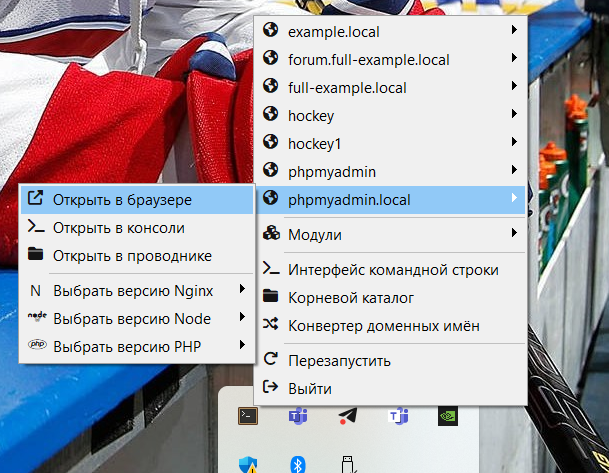 example.local
forum.full-example.local
full-example.local
hockey
hockey1
phpmyadmin
phpmyadmin.local
Модули
Интерфейс командной строки
Корневой каталог
Конвертер доменных имён
Перезапустить
Выйти
Открыть в браузере
Открыть в консоли
Открыть в проводнике
N Выбрать версию Nginx
node Выбрать версию Node
php Выбрать версию PHP